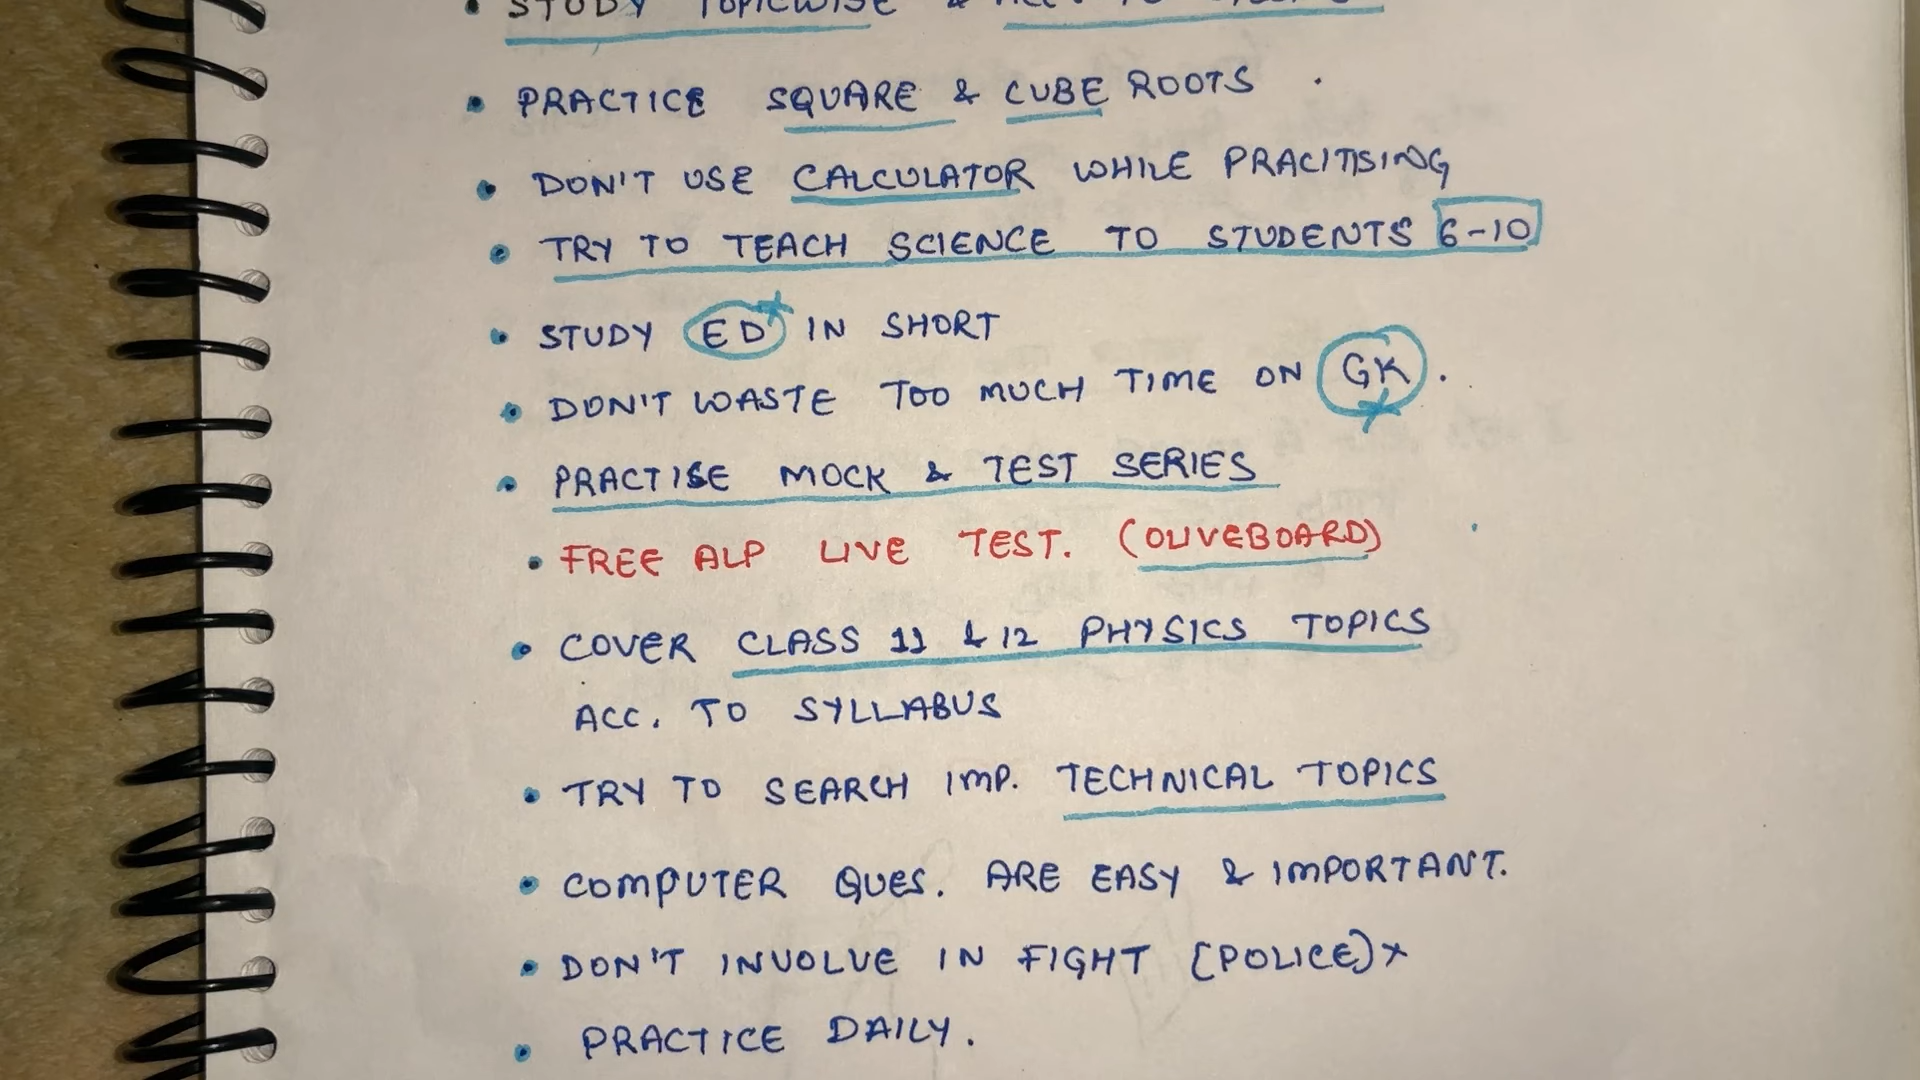 • STUDY TOPICWISE &
• PRACTICE SQUARE & CUBE ROOTS .
• DON'T USE CALCULATOR WHILE PRACITISING
• TRY TO TEACH SCIENCE TO STUDENTS 6-10
• STUDY ED IN SHORT
• DON'T WASTE TOO MUCH TIME ON GK .
• PRACTISE MOCK & TEST SERIES
• FREE ALP LIVE TEST. (OLIVEBOARD)
• COVER CLASS 11 & 12 PHYSICS TOPICS
ACC. TO SYLLABUS
• TRY TO SEARCH IMP. TECHNICAL TOPICS
• COMPUTER QUES. ARE EASY & IMPORTANT.
• DON'T INVOLVE IN FIGHT [POLICE) X
• PRACTICE DAILY.